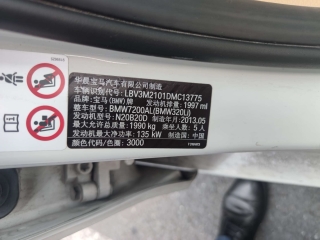 华晨宝马汽车有限公司制造
车辆识别代号: LBV3M2101DMC13775
品牌: 宝马(BMW)牌 发动机排量: 1997 ml
整车型号: BMW7200AL(BMW320Li)
发动机型号: N20B20D 制造年月: 2013.05
最大允许总质量: 1990 kg 乘坐人数: 5 人
发动机最大净功率: 135 kW 制造国: 中国
颜色代号/色圈: 3000